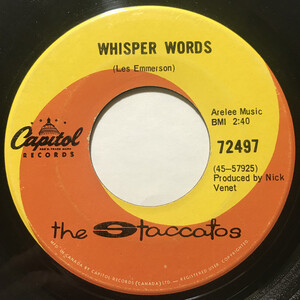 WHISPER WORDS
(Les Emmerson)
Arelee Music
BMI 2:40
Capitol
RECORDS
72497
(45-57925)
Produced by Nick
Venet
the Staccatos